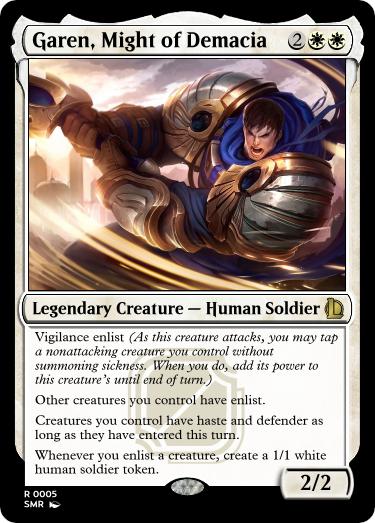 Garen, Might of Demacia 2
Legendary Creature — Human Soldier
Vigilance enlist (As this creature attacks, you may tap
a nonattacking creature you control without
summoning sickness. When you do, add its power to
this creature's until end of turn.)
Other creatures you control have enlist.
Creatures you control have haste and defender as
long as they have entered this turn.
Whenever you enlist a creature, create a 1/1 white
human soldier token.
2/2
R 0005
SMR